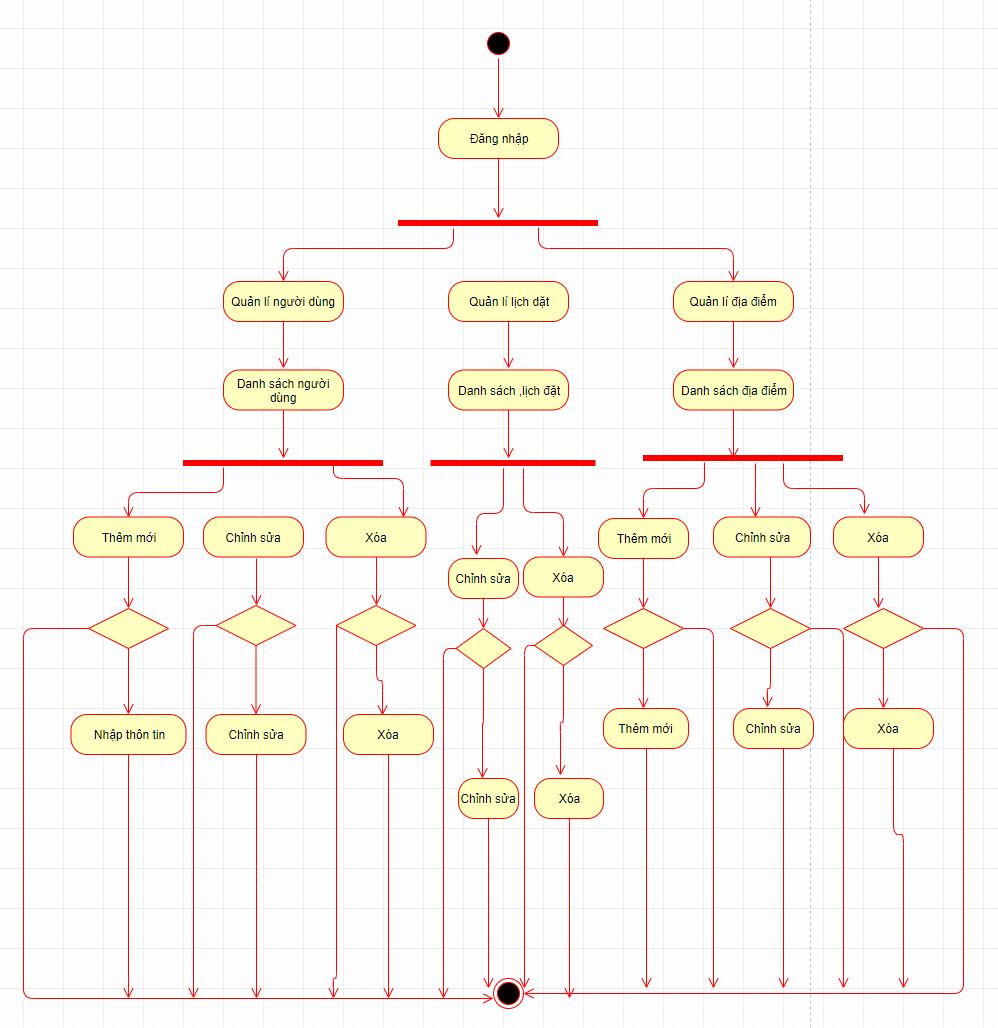 Đăng nhập
Quản lí người dùng
Quản lí lịch dặt
Quản lí địa điểm
Danh sách người
dùng
Danh sách ,lịch đặt
Danh sách địa điểm
Thêm mới
Chỉnh sửa
Xóa
Chỉnh sửa
Xóa
Thêm mới
Chỉnh sửa
Xóa
Nhập thôn tin
Chỉnh sửa
Xóa
Chỉnh sửa
Xóa
Thêm mới
Chỉnh sửa
Xóa